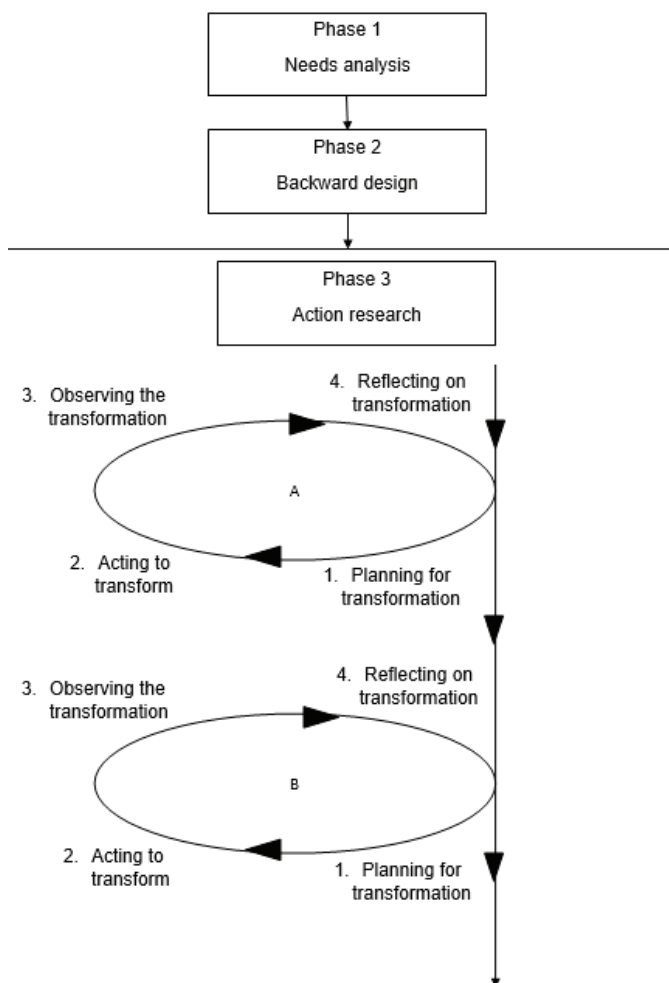 Phase 1
Needs analysis
Phase 2
Backward design
Phase 3
Action research
3. Observing the
transformation
4. Reflecting on
transformation
A
2. Acting to
transform
1. Planning for
transformation
3. Observing the
transformation
4. Reflecting on
transformation
B
2. Acting to
transform
1. Planning for
transformation